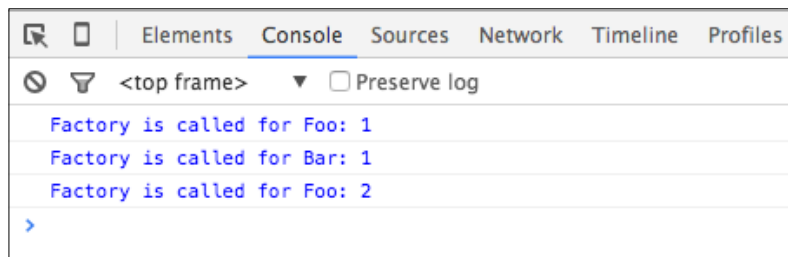 Elements Console Sources Network Timeline Profiles
<top frame> ▼ Preserve log
Factory is called for Foo: 1
Factory is called for Bar: 1
Factory is called for Foo: 2
>